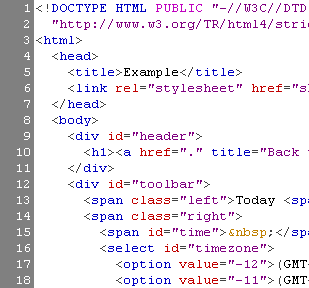 1 <!DOCTYPE HTML PUBLIC "-//W3C//DTD
2 "http://www.w3.org/TR/html4/stric
3 <html>
4 <head>
5 <title>Example</title>
6 <link rel="stylesheet" href="sl
7 </head>
8 <body>
9 <div id="header">
10 <h1><a href="." title="Back
11 </div>
12 <div id="toolbar">
13 <span class="left">Today <sp
14 <span class="right">
15 <span id="time">&nbsp;</sp
16 <select id="timezone">
17 <option value="-12">(GMT-
18 <option value="-11">(GMT-